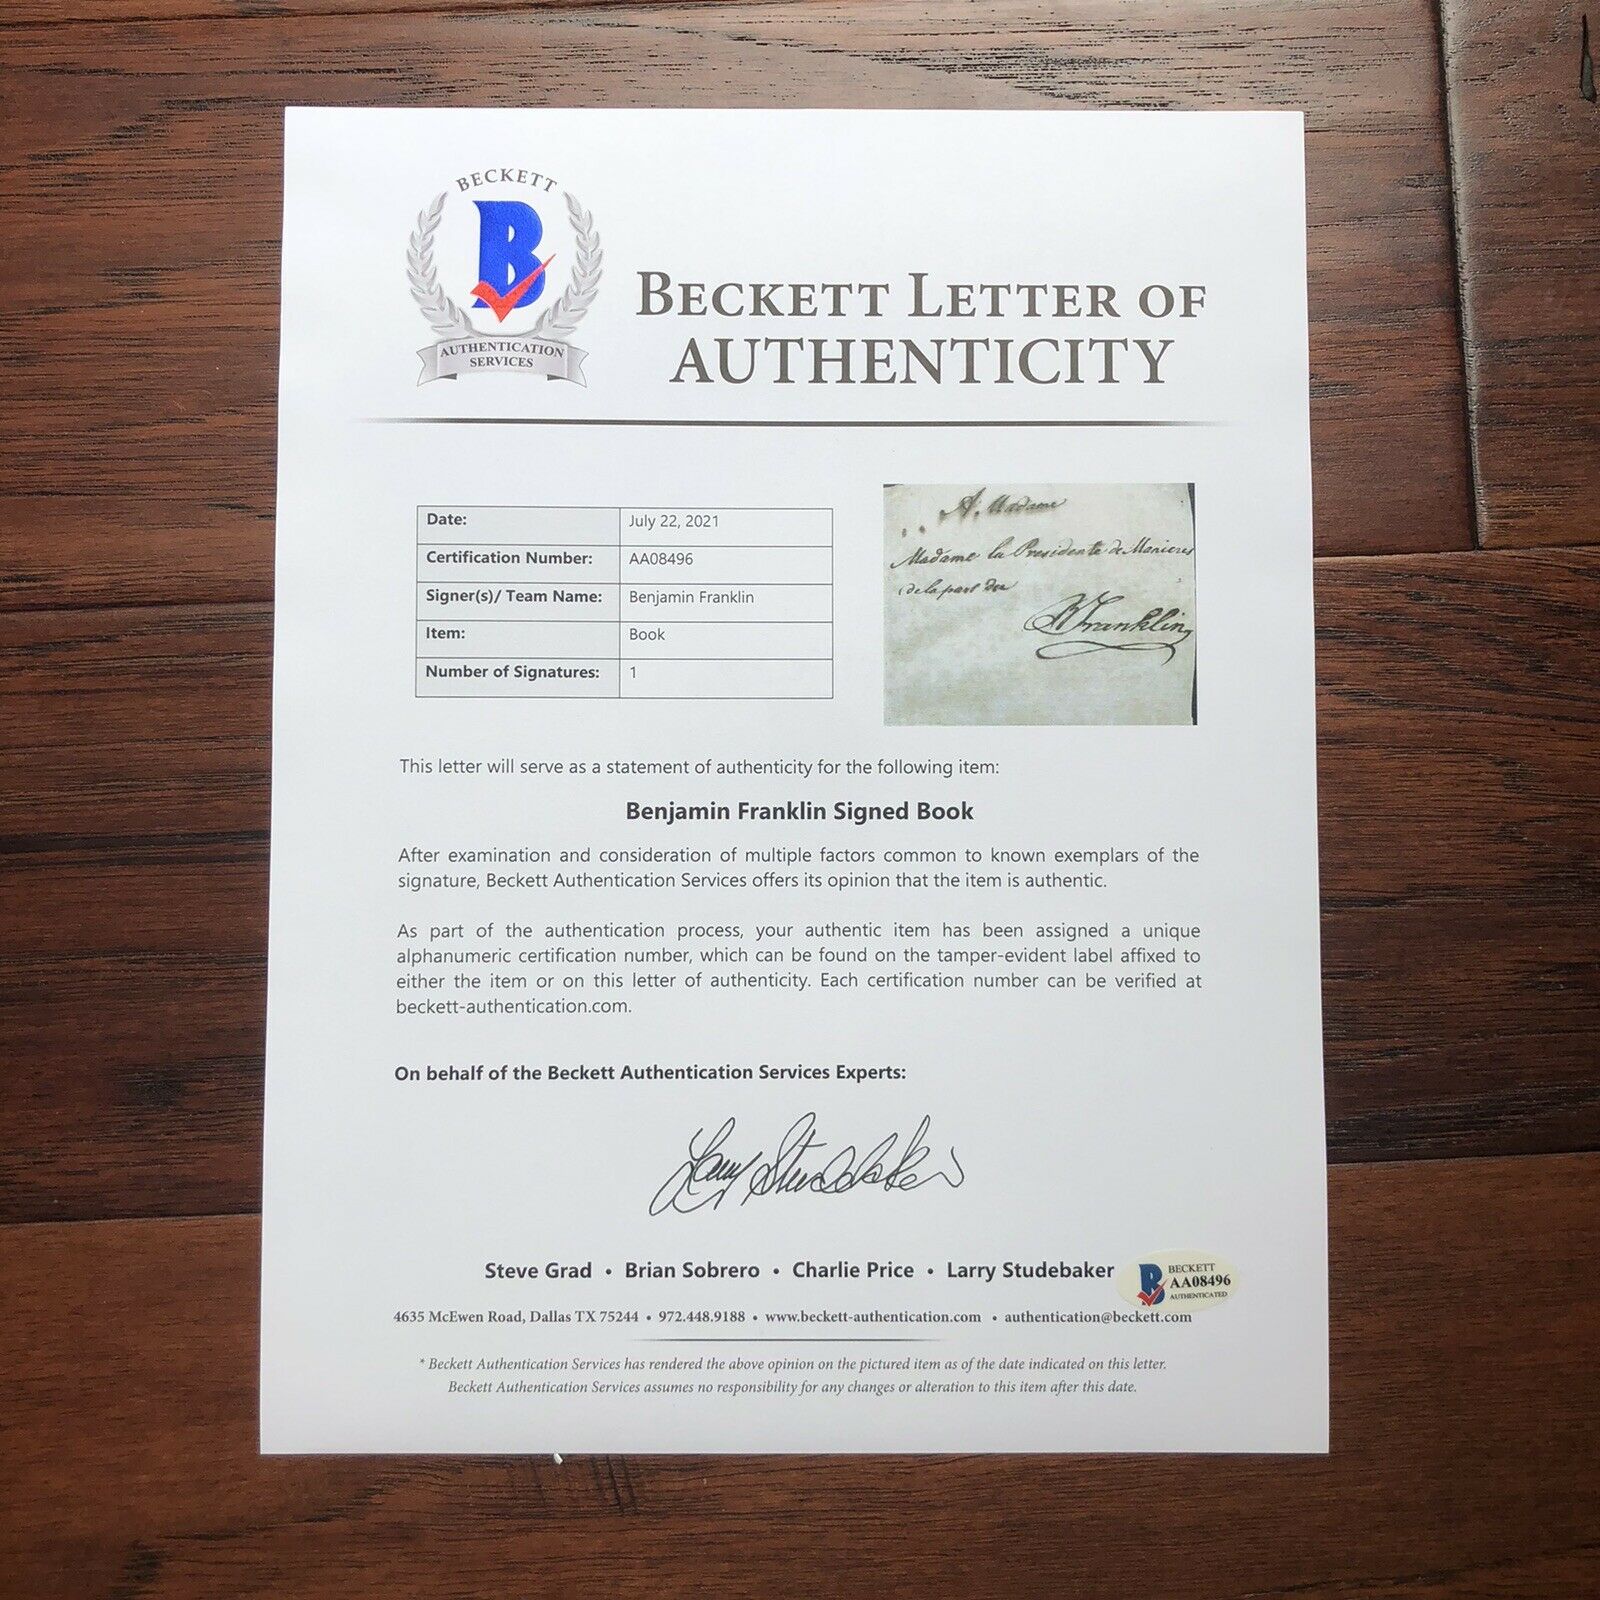 BECKETT
B
AUTHENTICATION
SERVICES
BECKETT LETTER OF
AUTHENTICITY
Date: July 22, 2021
Certification Number: AA08496
Signer(s)/ Team Name: Benjamin Franklin
Item: Book
Number of Signatures: 1
A. Madame
Madame la Presidente de Manieres
de la part du
B Franklin
This letter will serve as a statement of authenticity for the following item:
Benjamin Franklin Signed Book
After examination and consideration of multiple factors common to known exemplars of the
signature, Beckett Authentication Services offers its opinion that the item is authentic.
As part of the authentication process, your authentic item has been assigned a unique
alphanumeric certification number, which can be found on the tamper-evident label affixed to
either the item or on this letter of authenticity. Each certification number can be verified at
beckett-authentication.com.
On behalf of the Beckett Authentication Services Experts:
Larry Studebaker
Steve Grad • Brian Sobrero • Charlie Price • Larry Studebaker
B BECKETT
AA08496
AUTHENTICATED
4635 McEwen Road, Dallas TX 75244 • 972.448.9188 • www.beckett-authentication.com • authentication@beckett.com
* Beckett Authentication Services has rendered the above opinion on the pictured item as of the date indicated on this letter.
Beckett Authentication Services assumes no responsibility for any changes or alteration to this item after this date.